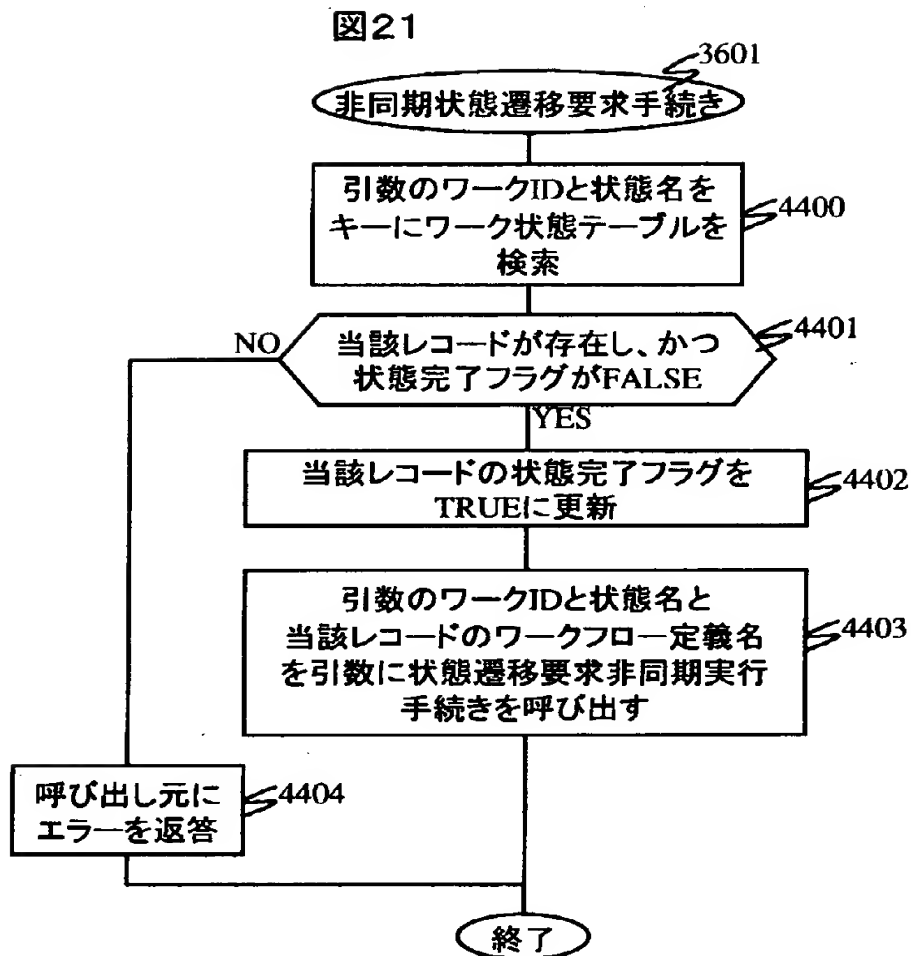 図21
3601
非同期状態遷移要求手続き
引数のワークIDと状態名を
キーにワーク状態テーブルを
検索
4400
NO
当該レコードが存在し、かつ
状態完了フラグがFALSE
4401
YES
当該レコードの状態完了フラグを
TRUEに更新
4402
引数のワークIDと状態名と
当該レコードのワークフロー定義名
を引数に状態遷移要求非同期実行
手続きを呼び出す
4403
呼び出し元に
エラーを返答
4404
終了